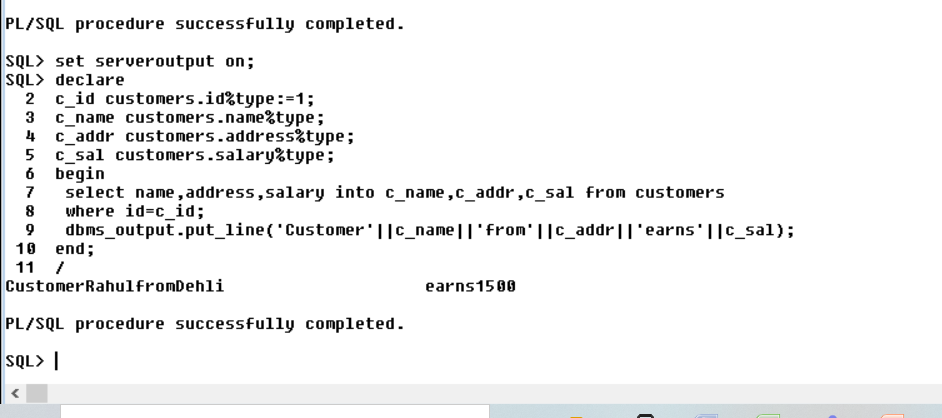 PL/SQL procedure successfully completed.
SQL> set serveroutput on;
SQL> declare
2 c_id customers.id%type:=1;
3 c_name customers.name%type;
4 c_addr customers.address%type;
5 c_sal customers.salary%type;
6 begin
7 select name,address,salary into c_name,c_addr,c_sal from customers
8 where id=c_id;
9 dbms_output.put_line('Customer'||c_name||'from'||c_addr||'earns'||c_sal);
10 end;
11 /
CustomerRahulfromDehli earns1500
PL/SQL procedure successfully completed.
SQL>